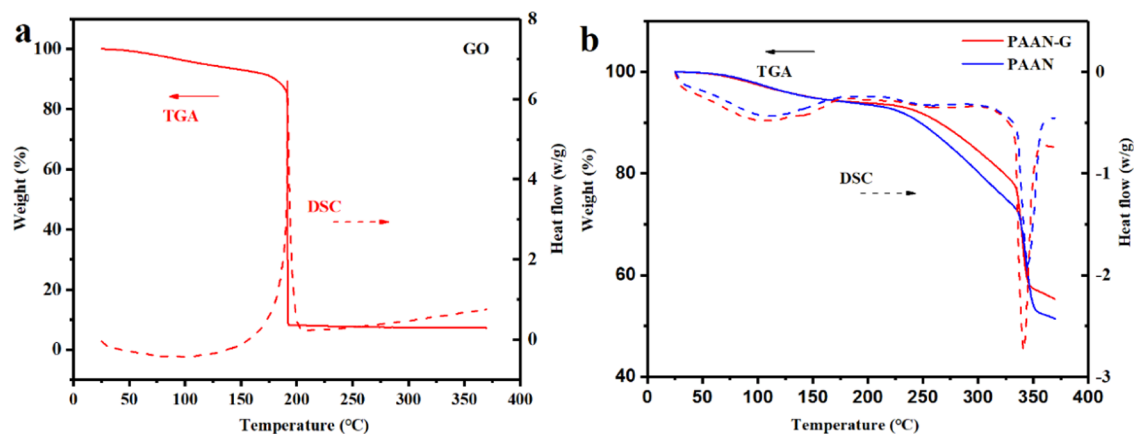 a
GO
TGA
DSC
Weight (%)
100
80
60
40
20
0
Heat flow (w/g)
8
6
4
2
0
0 50 100 150 200 250 300 350 400
Temperature (°C)
b
PAAN-G
PAAN
TGA
DSC
Weight (%)
100
80
60
40
Heat flow (w/g)
0
-1
-2
-3
0 50 100 150 200 250 300 350 400
Temperature (°C)